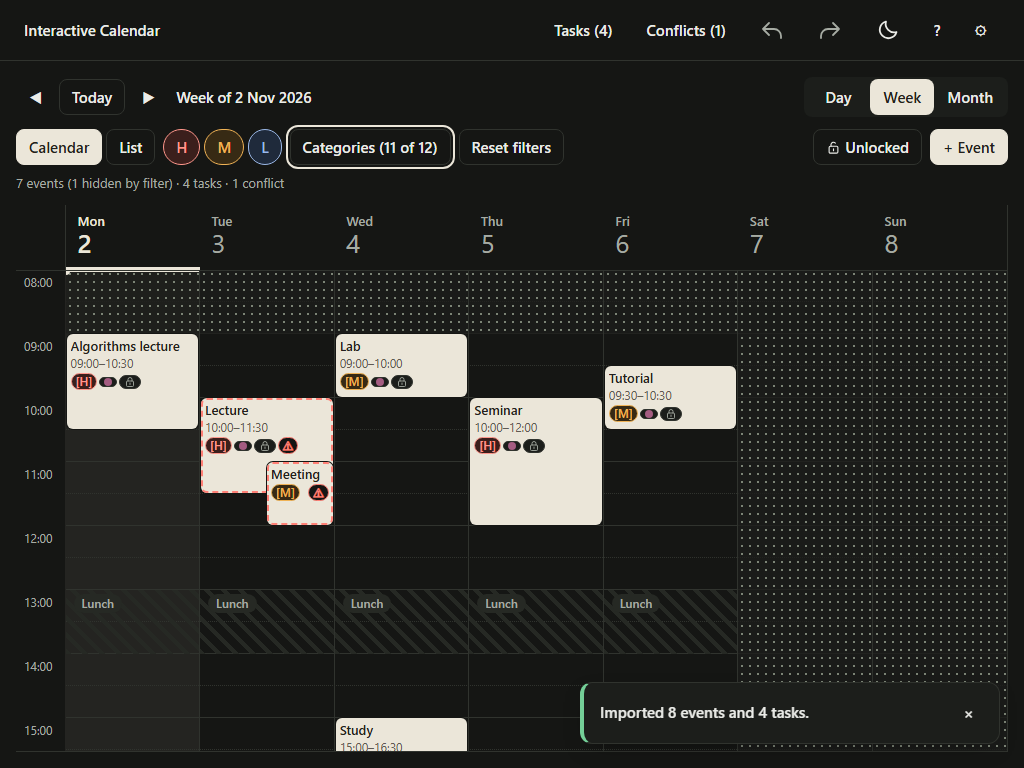 Interactive Calendar
Tasks (4)
Conflicts (1)
?
Today
Week of 2 Nov 2026
Day
Week
Month
Calendar
List
H
M
L
Categories (11 of 12)
Reset filters
Unlocked
+ Event
7 events (1 hidden by filter) · 4 tasks · 1 conflict
Mon
2
Tue
3
Wed
4
Thu
5
Fri
6
Sat
7
Sun
8
08:00
09:00
Algorithms lecture
09:00–10:30
[H]
Lab
09:00–10:00
[M]
Tutorial
09:30–10:30
[M]
10:00
Lecture
10:00–11:30
[H]
Seminar
10:00–12:00
[H]
11:00
Meeting
[M]
12:00
13:00
Lunch
Lunch
Lunch
Lunch
Lunch
14:00
15:00
Study
15:00–16:30
Imported 8 events and 4 tasks.
×